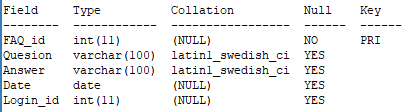 Field Type Collation Null Key
-------- ------------ ----------------- ------ ------
FAQ_id int(11) (NULL) NO PRI
Quesion varchar(100) latin1_swedish_ci YES
Answer varchar(100) latin1_swedish_ci YES
Date date (NULL) YES
Login_id int(11) (NULL) YES